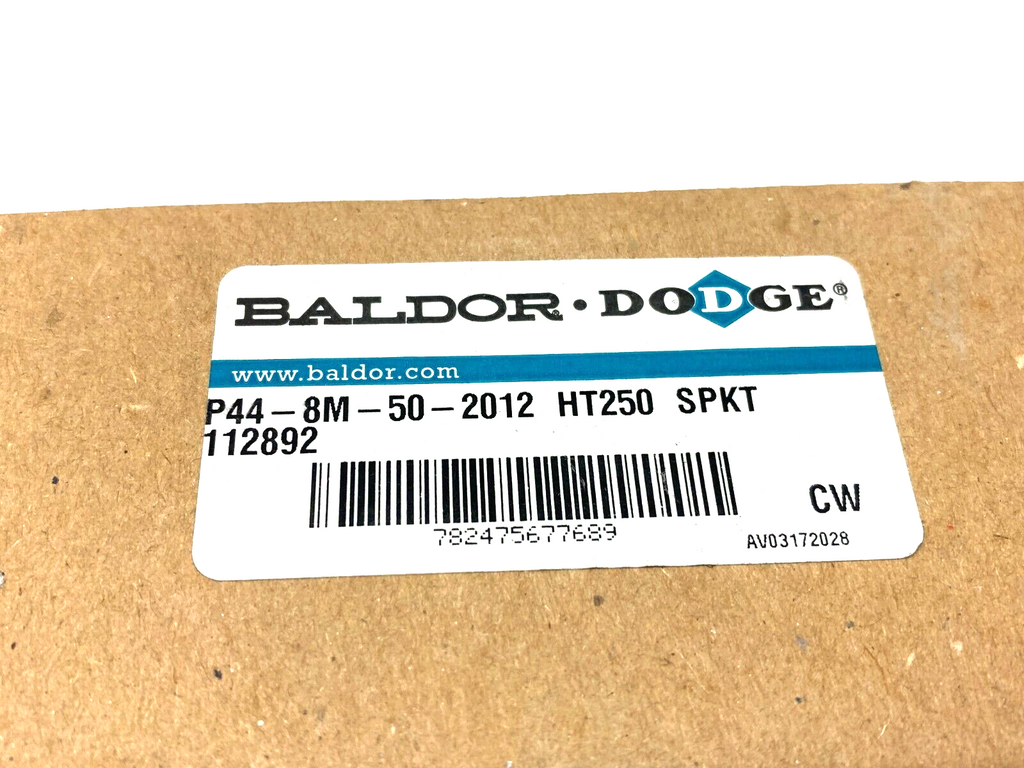 BALDOR® · DODGE®
www.baldor.com
P44-8M-50-2012 HT250 SPKT
112892
CW
782475677689
AV03172028